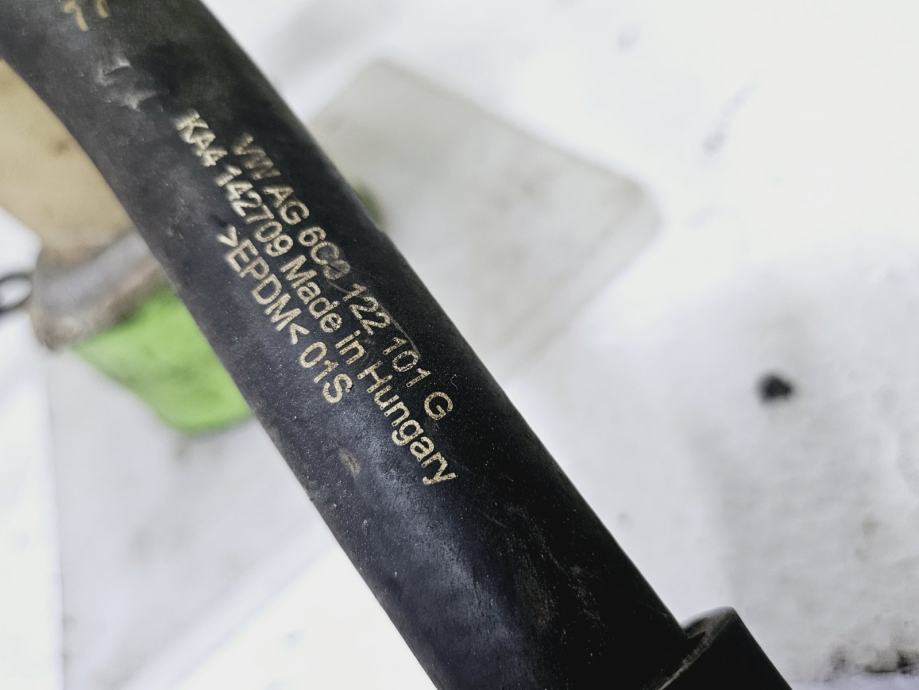 VW AG 6C0 122 101 G
KA4 142709 Made in Hungary
>EPDM< 01S